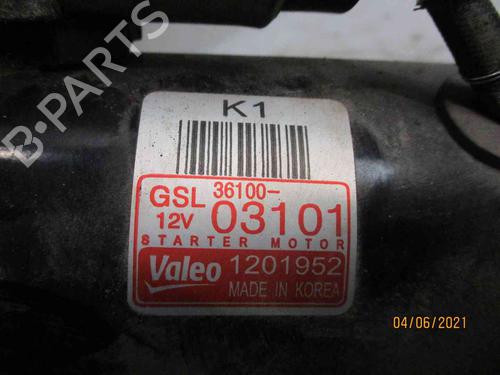 B-PARTS
K1
GSL 36100-
12V 03101
STARTER MOTOR
Valeo 1201952
MADE IN KOREA
04/06/2021